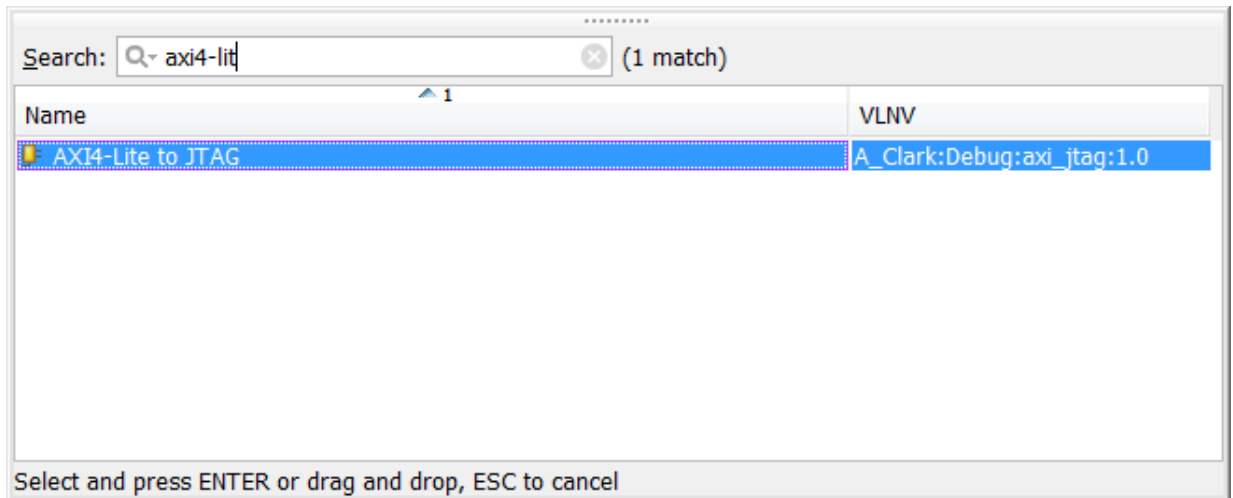 Search: axi4-lit (1 match)
1
Name VLNV
AXI4-Lite to JTAG A_Clark:Debug:axi_jtag:1.0
Select and press ENTER or drag and drop, ESC to cancel